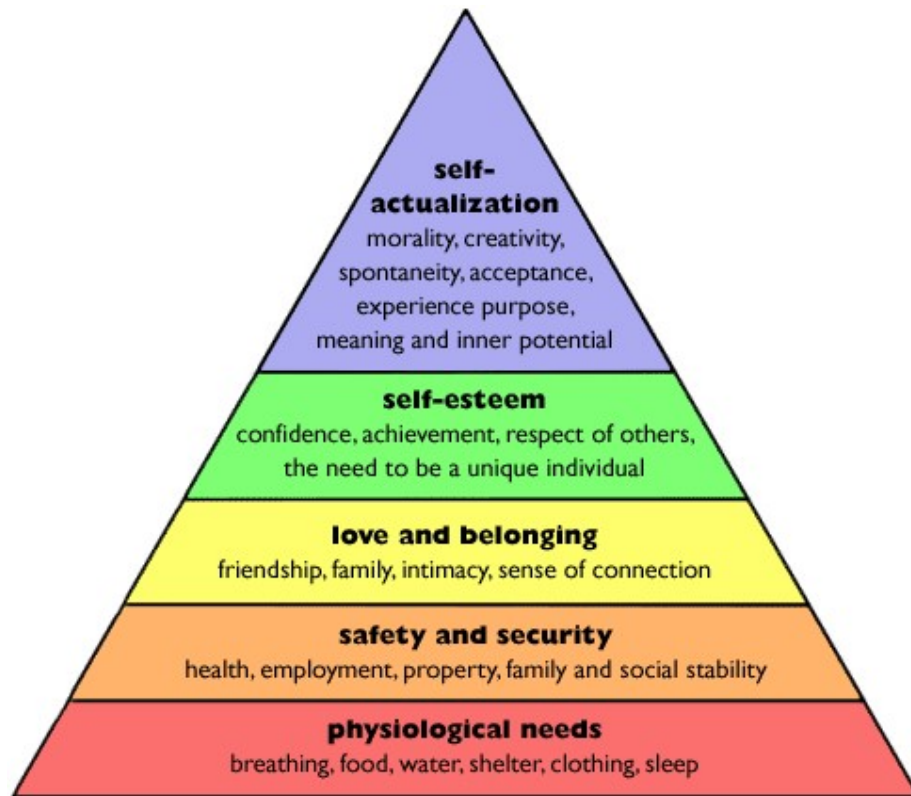 self-
actualization
morality, creativity,
spontaneity, acceptance,
experience purpose,
meaning and inner potential
self-esteem
confidence, achievement, respect of others,
the need to be a unique individual
love and belonging
friendship, family, intimacy, sense of connection
safety and security
health, employment, property, family and social stability
physiological needs
breathing, food, water, shelter, clothing, sleep